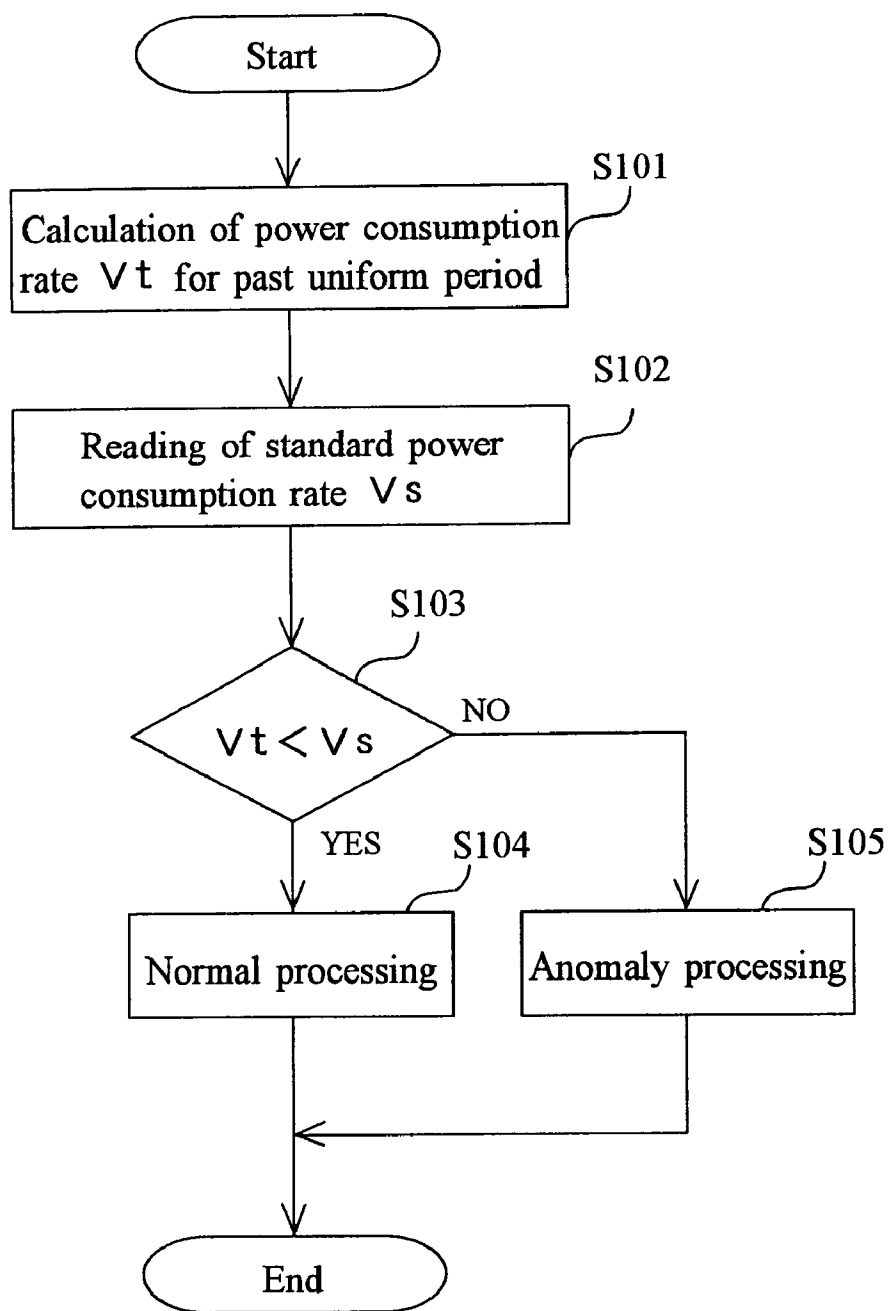 Start
S101
Calculation of power consumption
rate Vt for past uniform period
S102
Reading of standard power
consumption rate Vs
S103
Vt<Vs
NO
YES
S104
S105
Normal processing
Anomaly processing
End